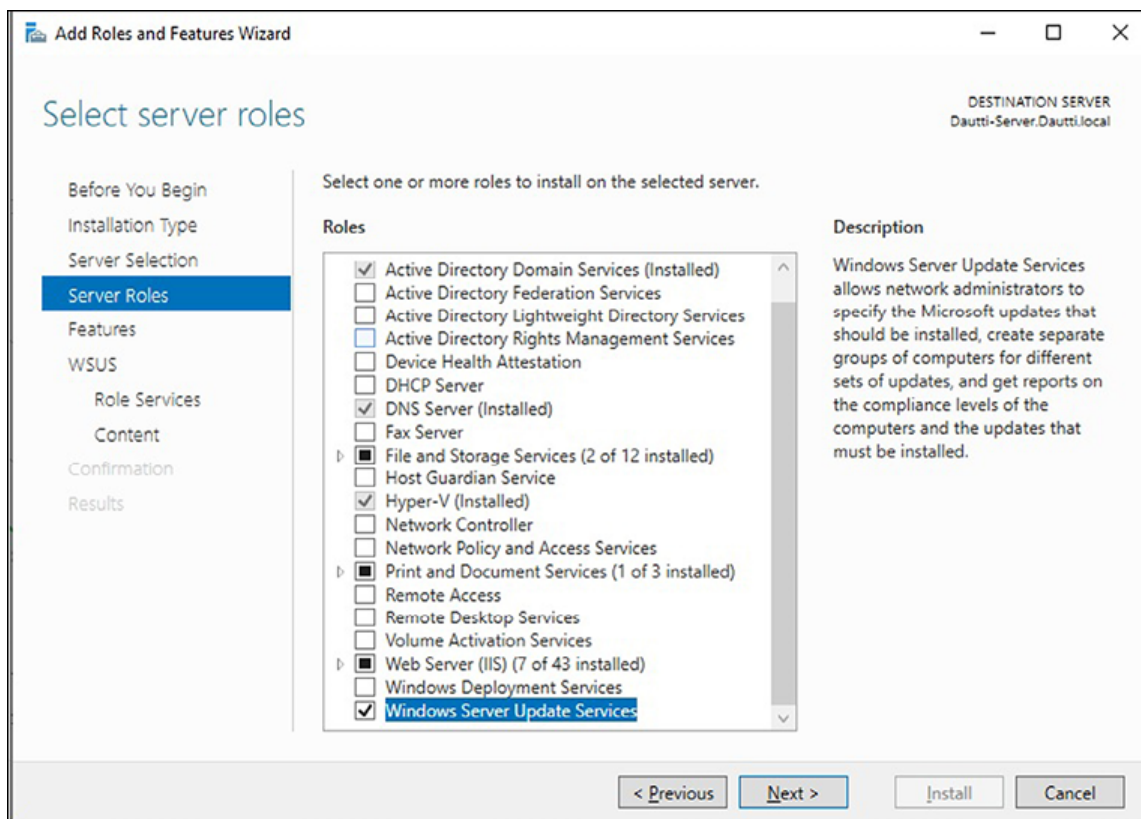 Add Roles and Features Wizard
Select server roles
DESTINATION SERVER
Dautti-Server.Dautti.local
Before You Begin
Installation Type
Server Selection
Server Roles
Features
WSUS
Role Services
Content
Confirmation
Results
Select one or more roles to install on the selected server.
Roles
Active Directory Domain Services (Installed)
Active Directory Federation Services
Active Directory Lightweight Directory Services
Active Directory Rights Management Services
Device Health Attestation
DHCP Server
DNS Server (Installed)
Fax Server
File and Storage Services (2 of 12 installed)
Host Guardian Service
Hyper-V (Installed)
Network Controller
Network Policy and Access Services
Print and Document Services (1 of 3 installed)
Remote Access
Remote Desktop Services
Volume Activation Services
Web Server (IIS) (7 of 43 installed)
Windows Deployment Services
Windows Server Update Services
Description
Windows Server Update Services
allows network administrators to
specify the Microsoft updates that
should be installed, create separate
groups of computers for different
sets of updates, and get reports on
the compliance levels of the
computers and the updates that
must be installed.
< Previous
Next >
Install
Cancel